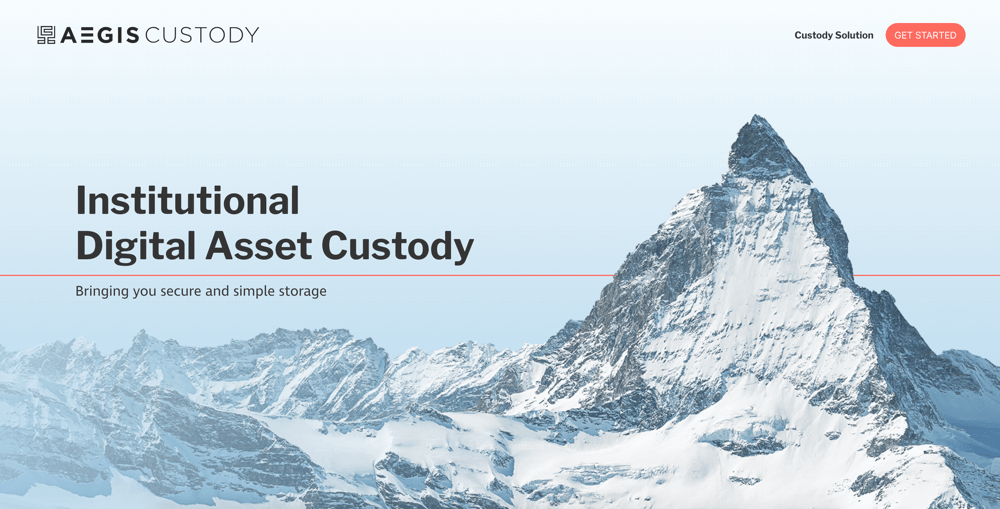 AEGIS CUSTODY
Custody Solution
GET STARTED
Institutional
Digital Asset Custody
Bringing you secure and simple storage